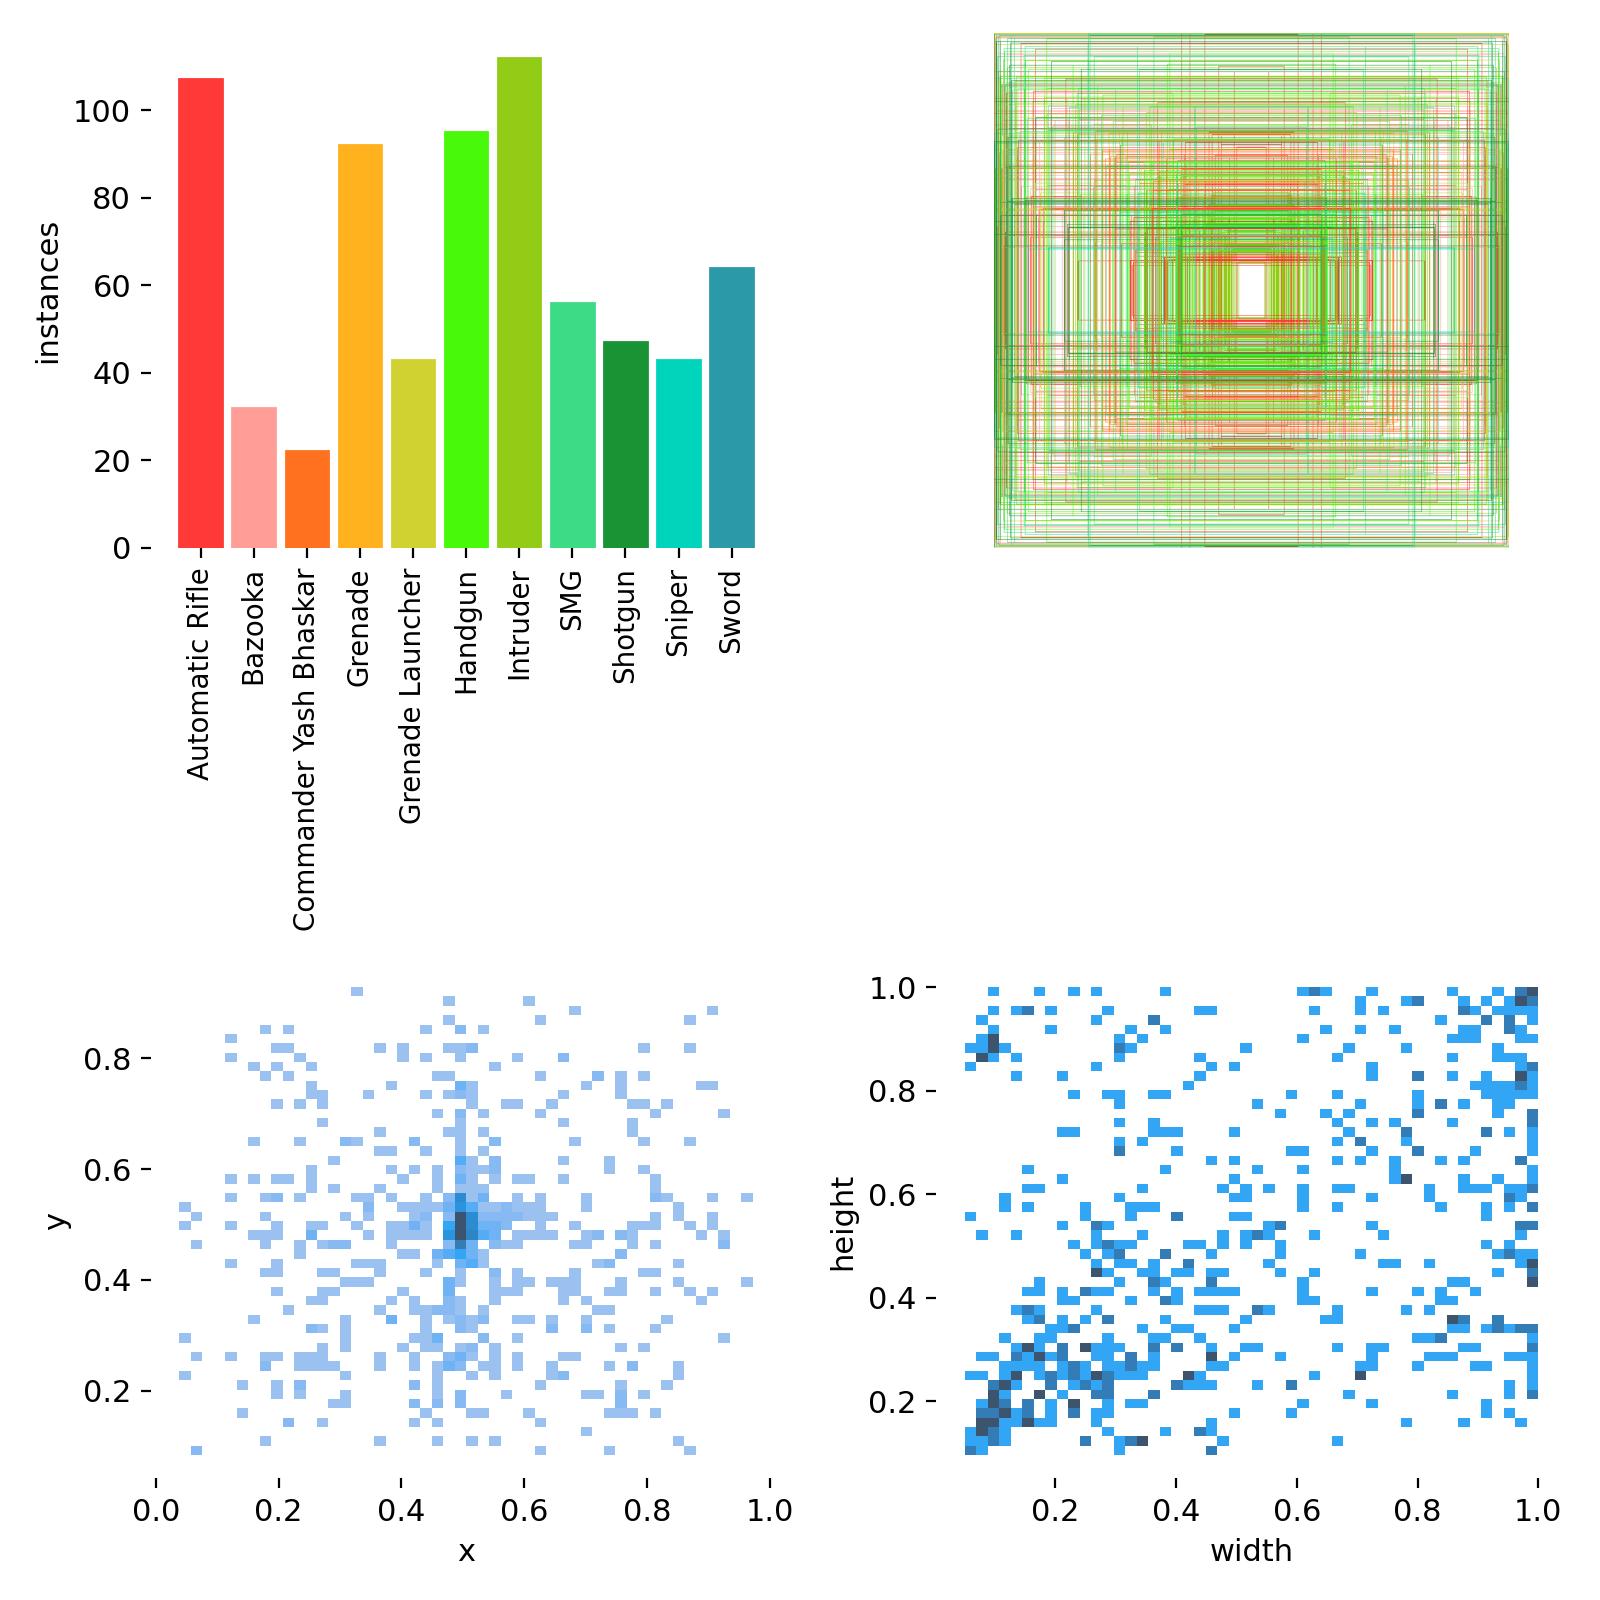 instances
100
80
60
40
20
0
Automatic Rifle
Bazooka
Commander Yash Bhaskar
Grenade
Grenade Launcher
Handgun
Intruder
SMG
Shotgun
Sniper
Sword
y
0.8
0.6
0.4
0.2
0.0 0.2 0.4 0.6 0.8 1.0
x
height
1.0
0.8
0.6
0.4
0.2
0.2 0.4 0.6 0.8 1.0
width